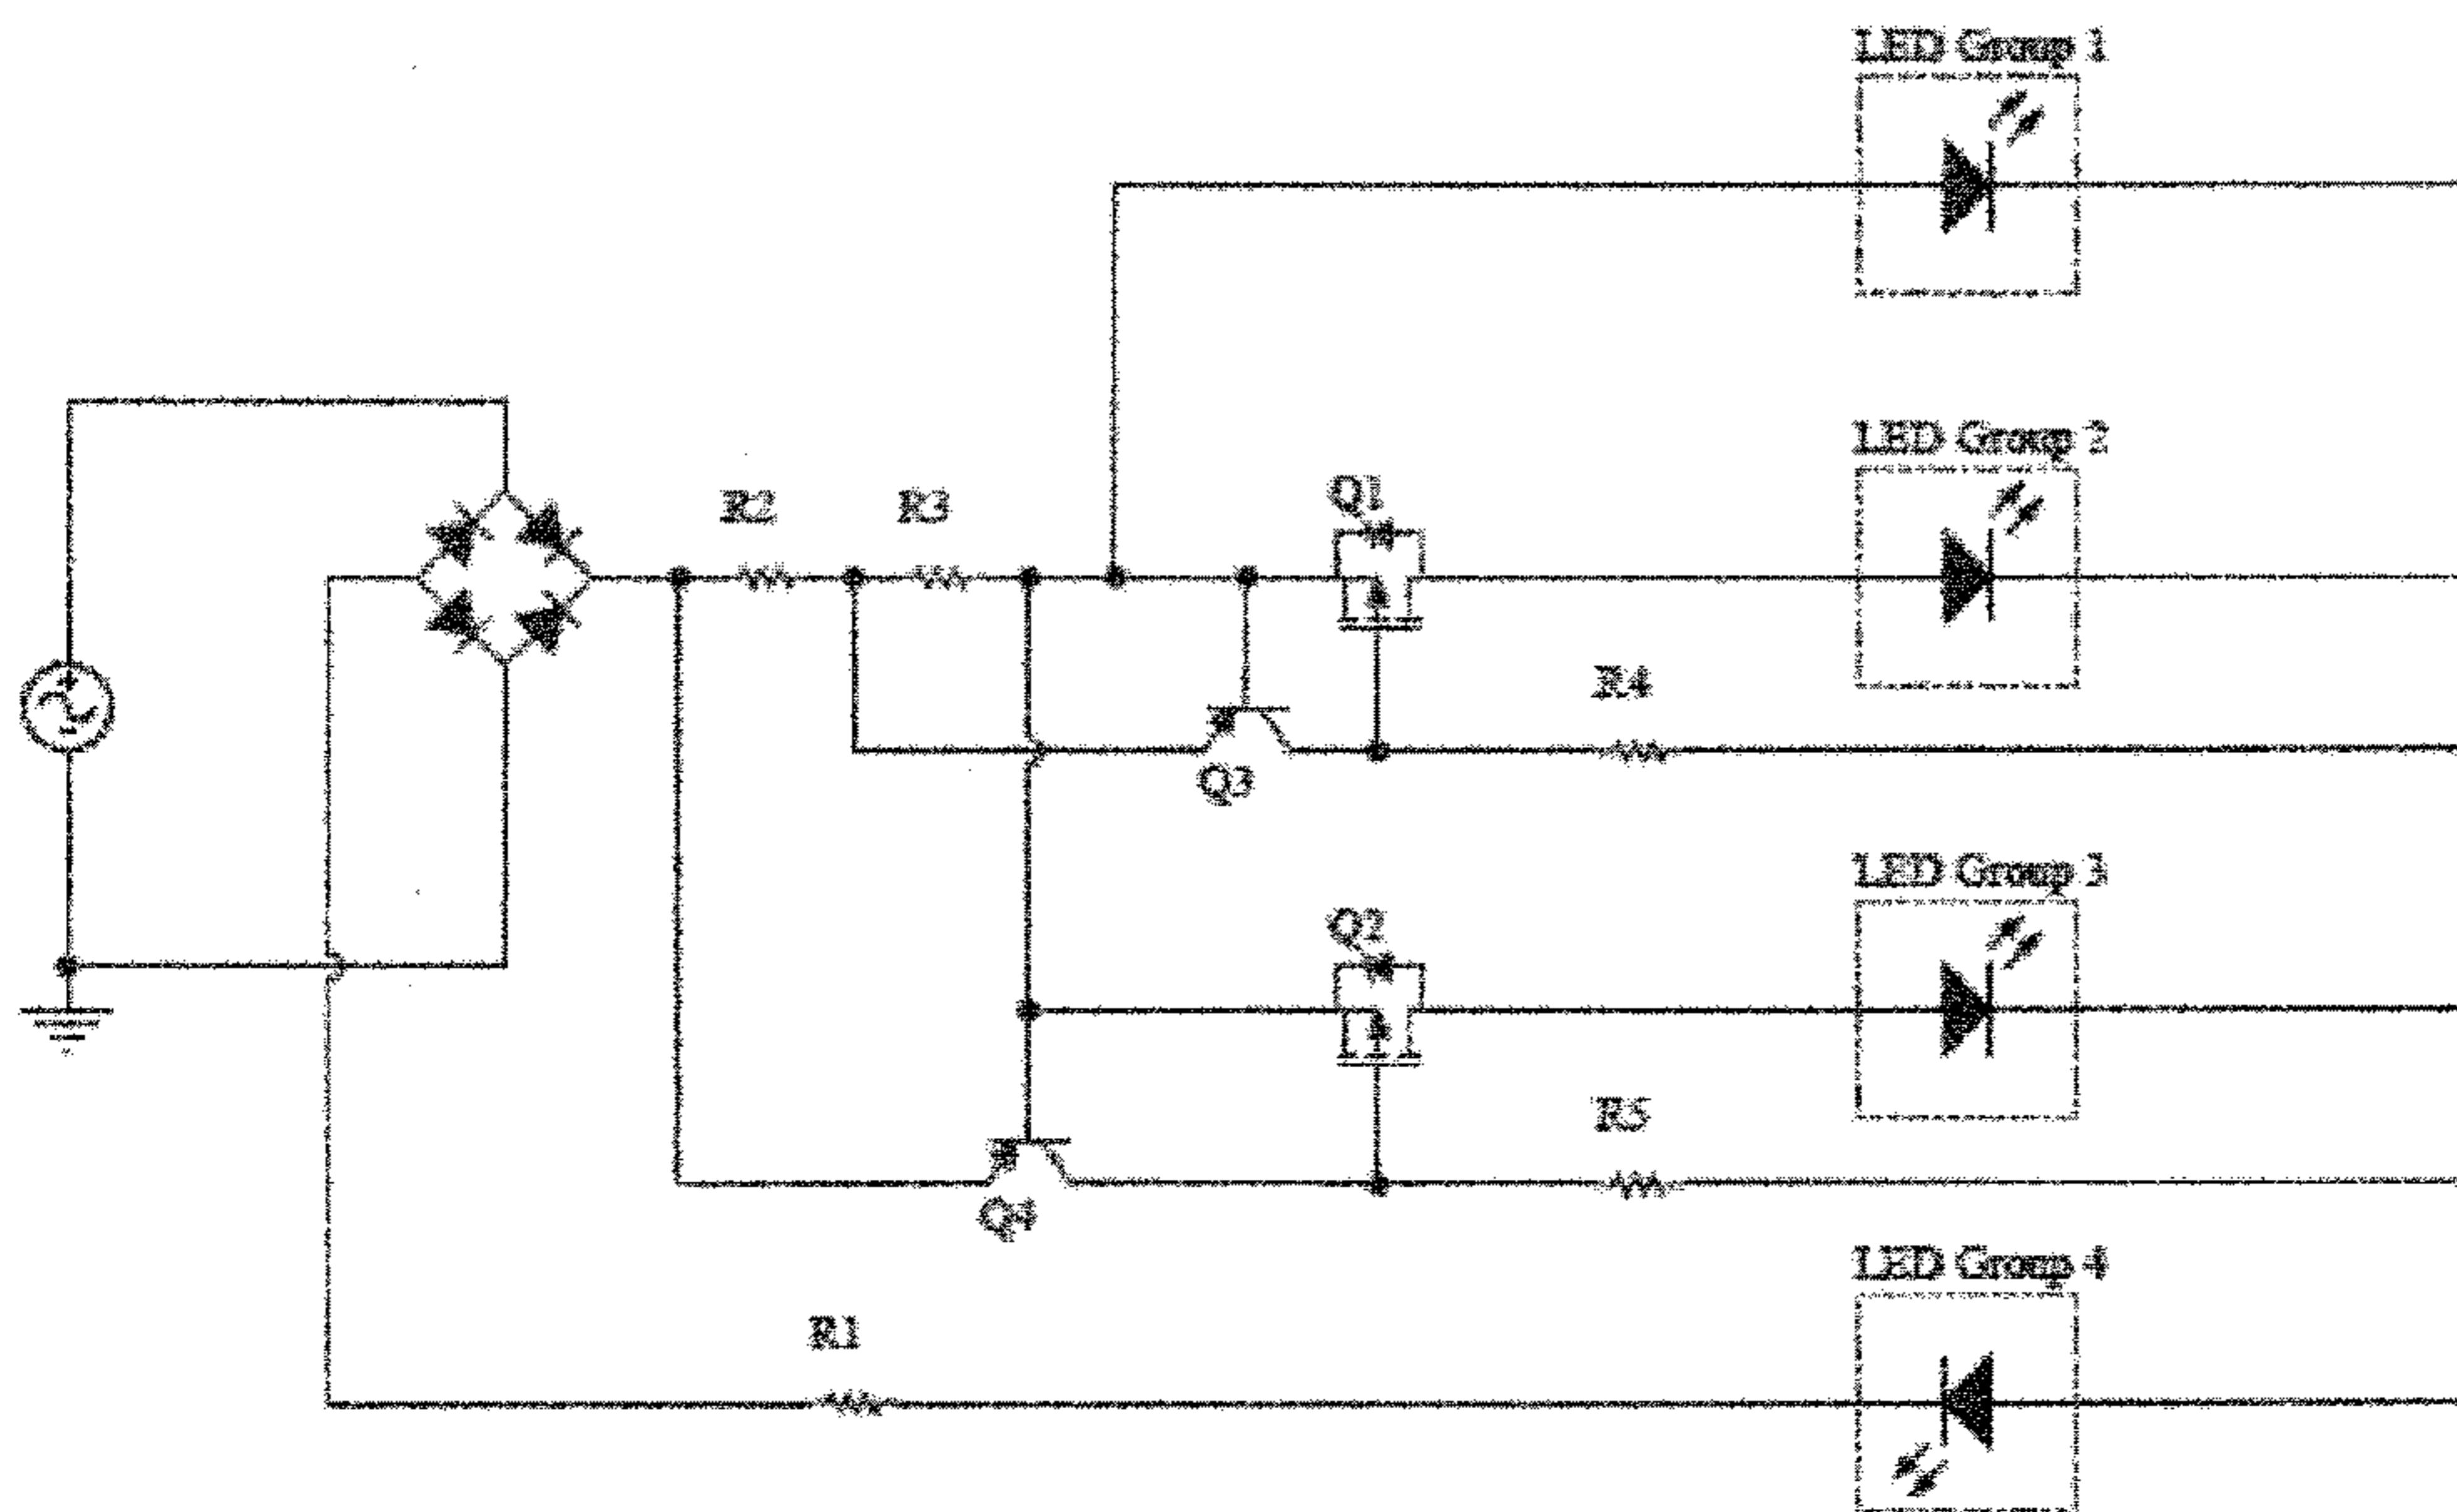 LED Group 1
LED Group 2
R2
R3
Q1
R4
Q3
LED Group 3
Q2
R5
Q4
LED Group 4
R1